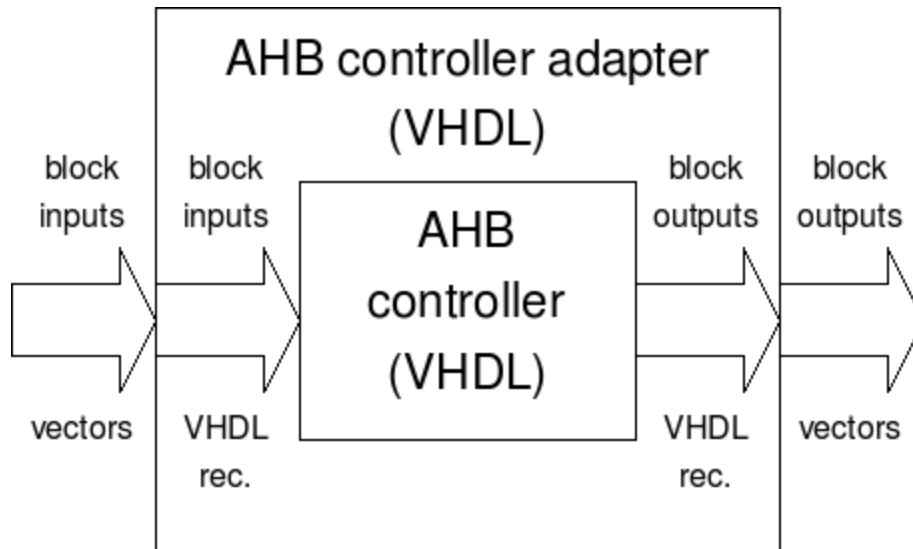 AHB controller adapter
(VHDL)
block
inputs
vectors
block
inputs
VHDL
rec.
AHB
controller
(VHDL)
block
outputs
VHDL
rec.
block
outputs
vectors